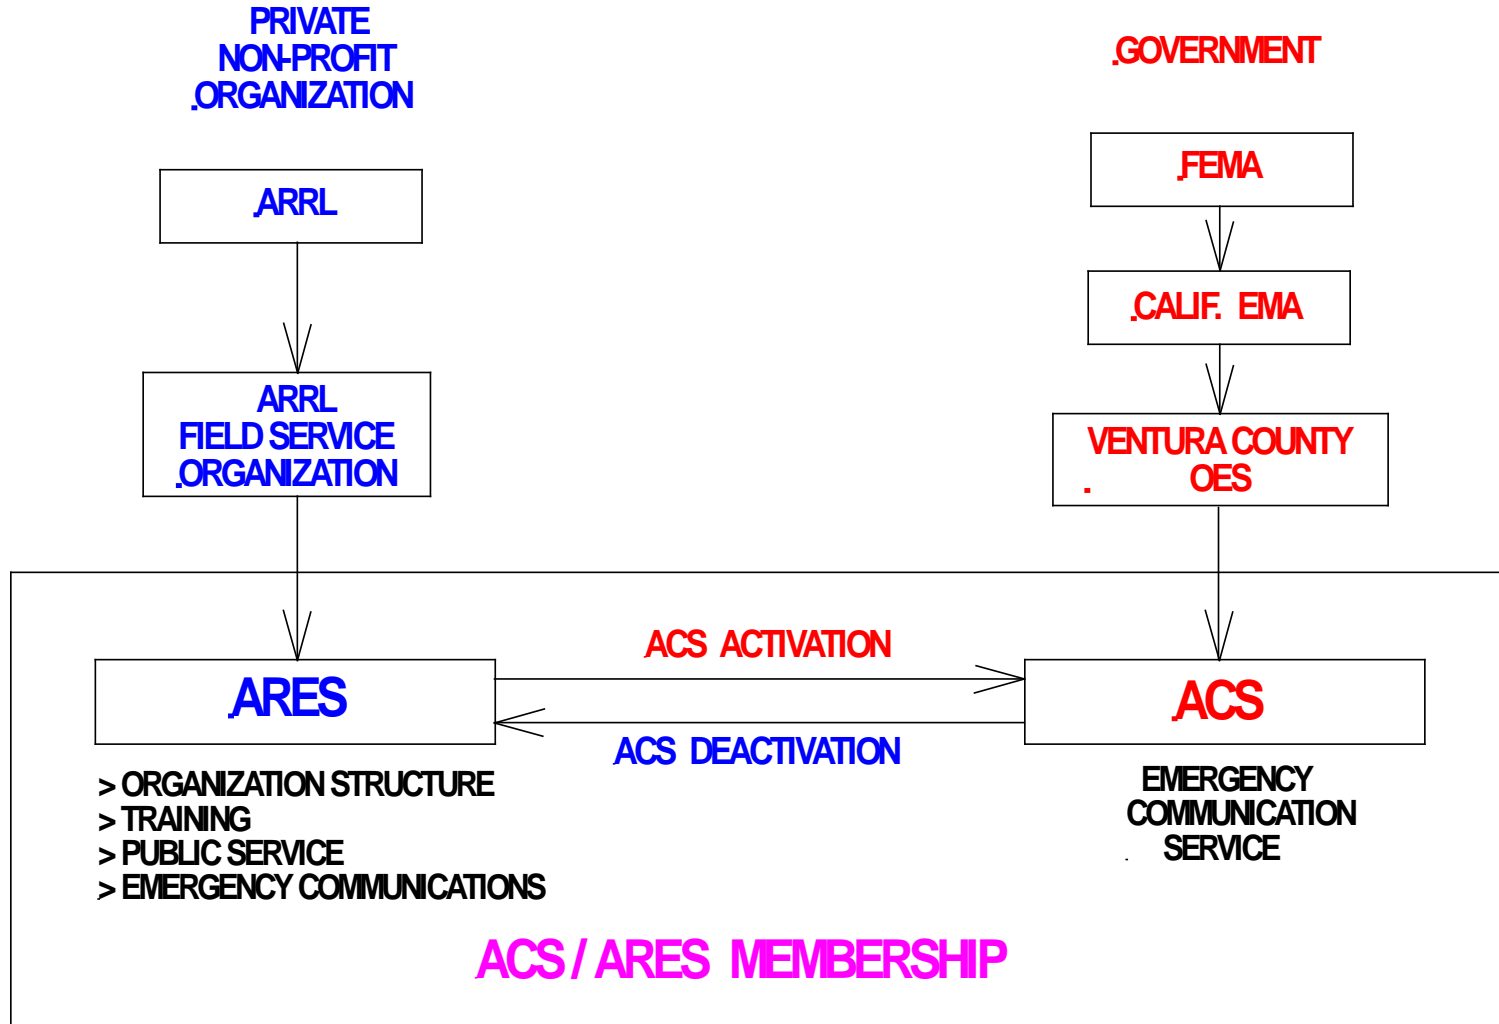 PRIVATE
NON-PROFIT
ORGANIZATION
GOVERNMENT
FEMA
ARRL
CALIF. EMA
ARRL
FIELD SERVICE
ORGANIZATION
VENTURA COUNTY
OES
ACS ACTIVATION
ARES
ACS
ACS DEACTIVATION
> ORGANIZATION STRUCTURE
> TRAINING
> PUBLIC SERVICE
> EMERGENCY COMMUNICATIONS
EMERGENCY
COMMUNICATION
SERVICE
ACS / ARES MEMBERSHIP